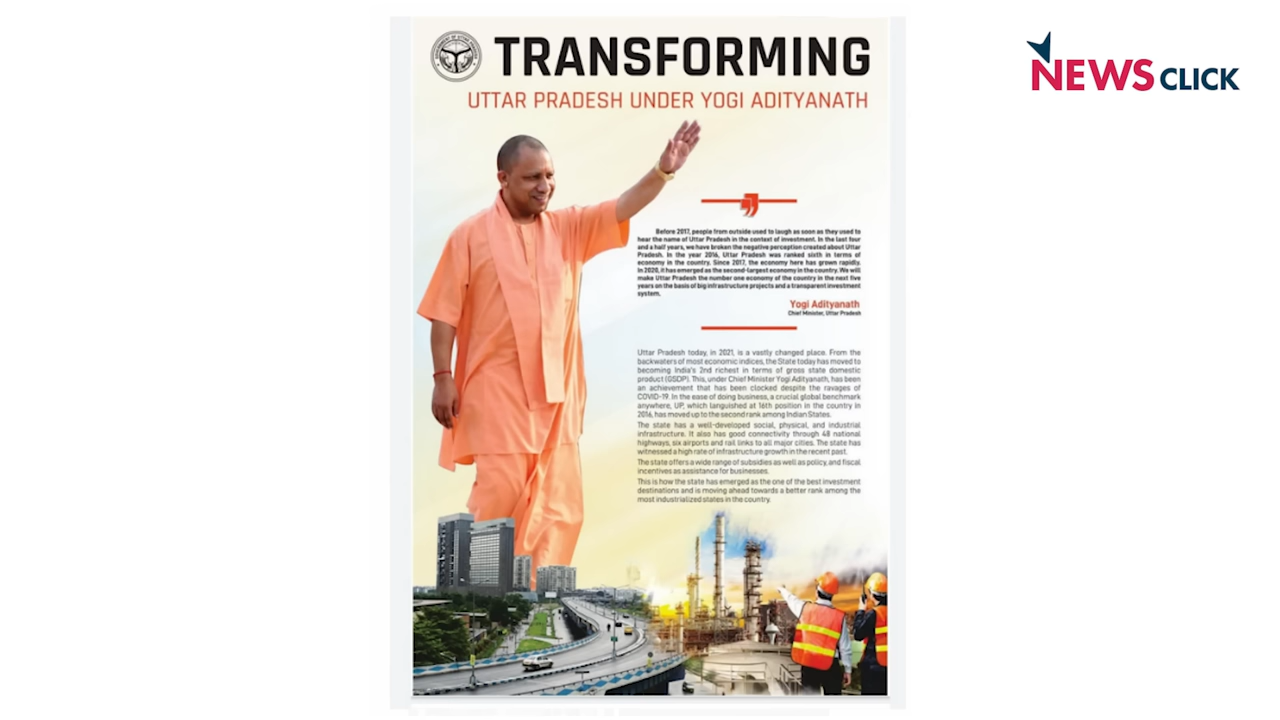 TRANSFORMING
UTTAR PRADESH UNDER YOGI ADITYANATH
NEWSCLICK
Before 2017, people from outside used to laugh as soon as they used to
hear the name of Uttar Pradesh in the context of investment. In the last four
and a half years, we have broken the negative perception created about Uttar
Pradesh. In the year 2016, Uttar Pradesh was ranked sixth in terms of
economy in the country. Since 2017, the economy here has grown rapidly.
In 2020, it has emerged as the second-largest economy in the country. We will
make Uttar Pradesh the number one economy of the country in the next five
years on the basis of big infrastructure projects and a transparent investment
system.
Yogi Adityanath
Chief Minister, Uttar Pradesh
Uttar Pradesh today, in 2021, is a vastly changed place. From the
backwaters of most economic indices, the State today has moved to
becoming India's 2nd richest in terms of gross state domestic
product (GSDP). This, under Chief Minister Yogi Adityanath, has been
an achievement that has been clocked despite the ravages of
COVID-19. In the ease of doing business, a crucial global benchmark
anywhere, UP, which languished at 16th position in the country in
2016, has moved up to the second rank among Indian States.
The state has a well-developed social, physical, and industrial
infrastructure. It also has good connectivity through 48 national
highways, six airports and rail links to all major cities. The state has
witnessed a high rate of infrastructure growth in the recent past.
The state offers a wide range of subsidies as well as policy, and fiscal
incentives as assistance for businesses.
This is how the state has emerged as the one of the best investment
destinations and is moving ahead towards a better rank among the
most industrialized states in the country.